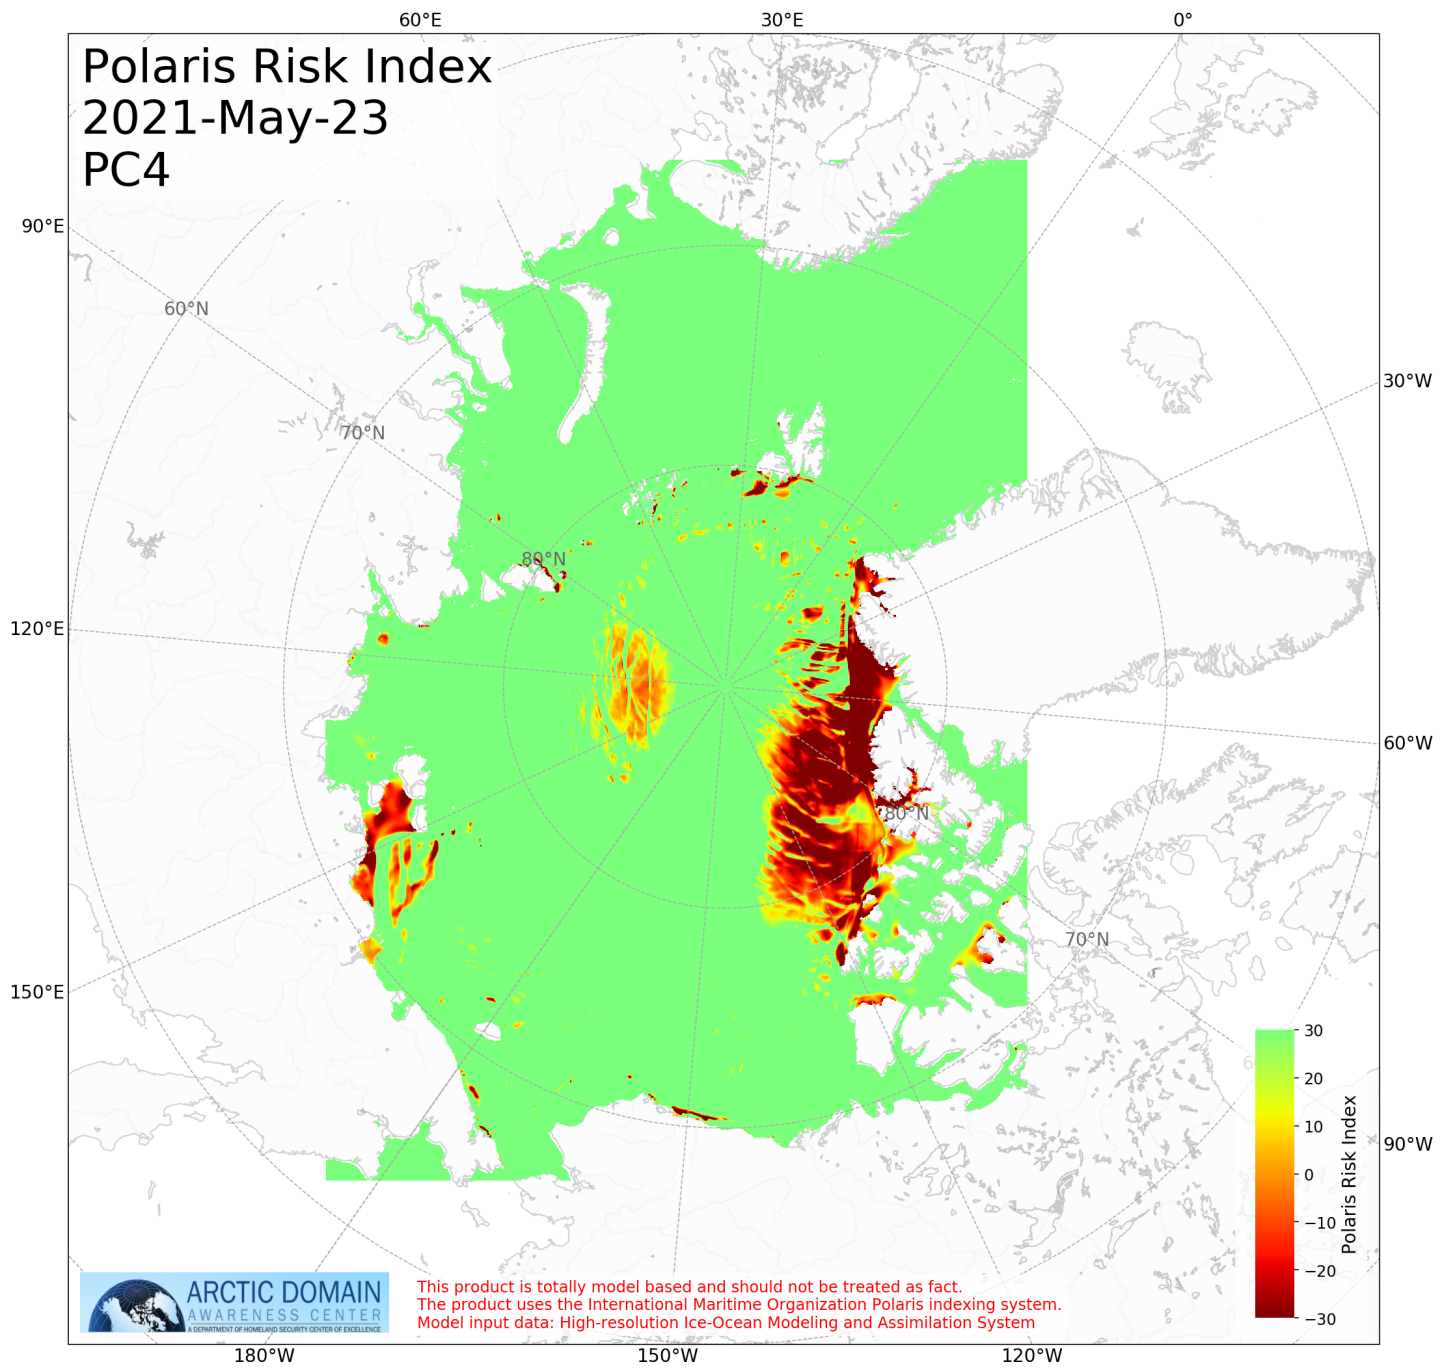 60°E
30°E
0°
Polaris Risk Index
2021-May-23
PC4
90°E
60°N
30°W
70°N
80°N
120°E
60°W
80°N
70°N
150°E
30
20
10
0
−10
−20
−30
Polaris Risk Index
90°W
ARCTIC DOMAIN
AWARENESS CENTER
A DEPARTMENT OF HOMELAND SECURITY CENTER OF EXCELLENCE
This product is totally model based and should not be treated as fact.
The product uses the International Maritime Organization Polaris indexing system.
Model input data: High-resolution Ice-Ocean Modeling and Assimilation System
180°W
150°W
120°W